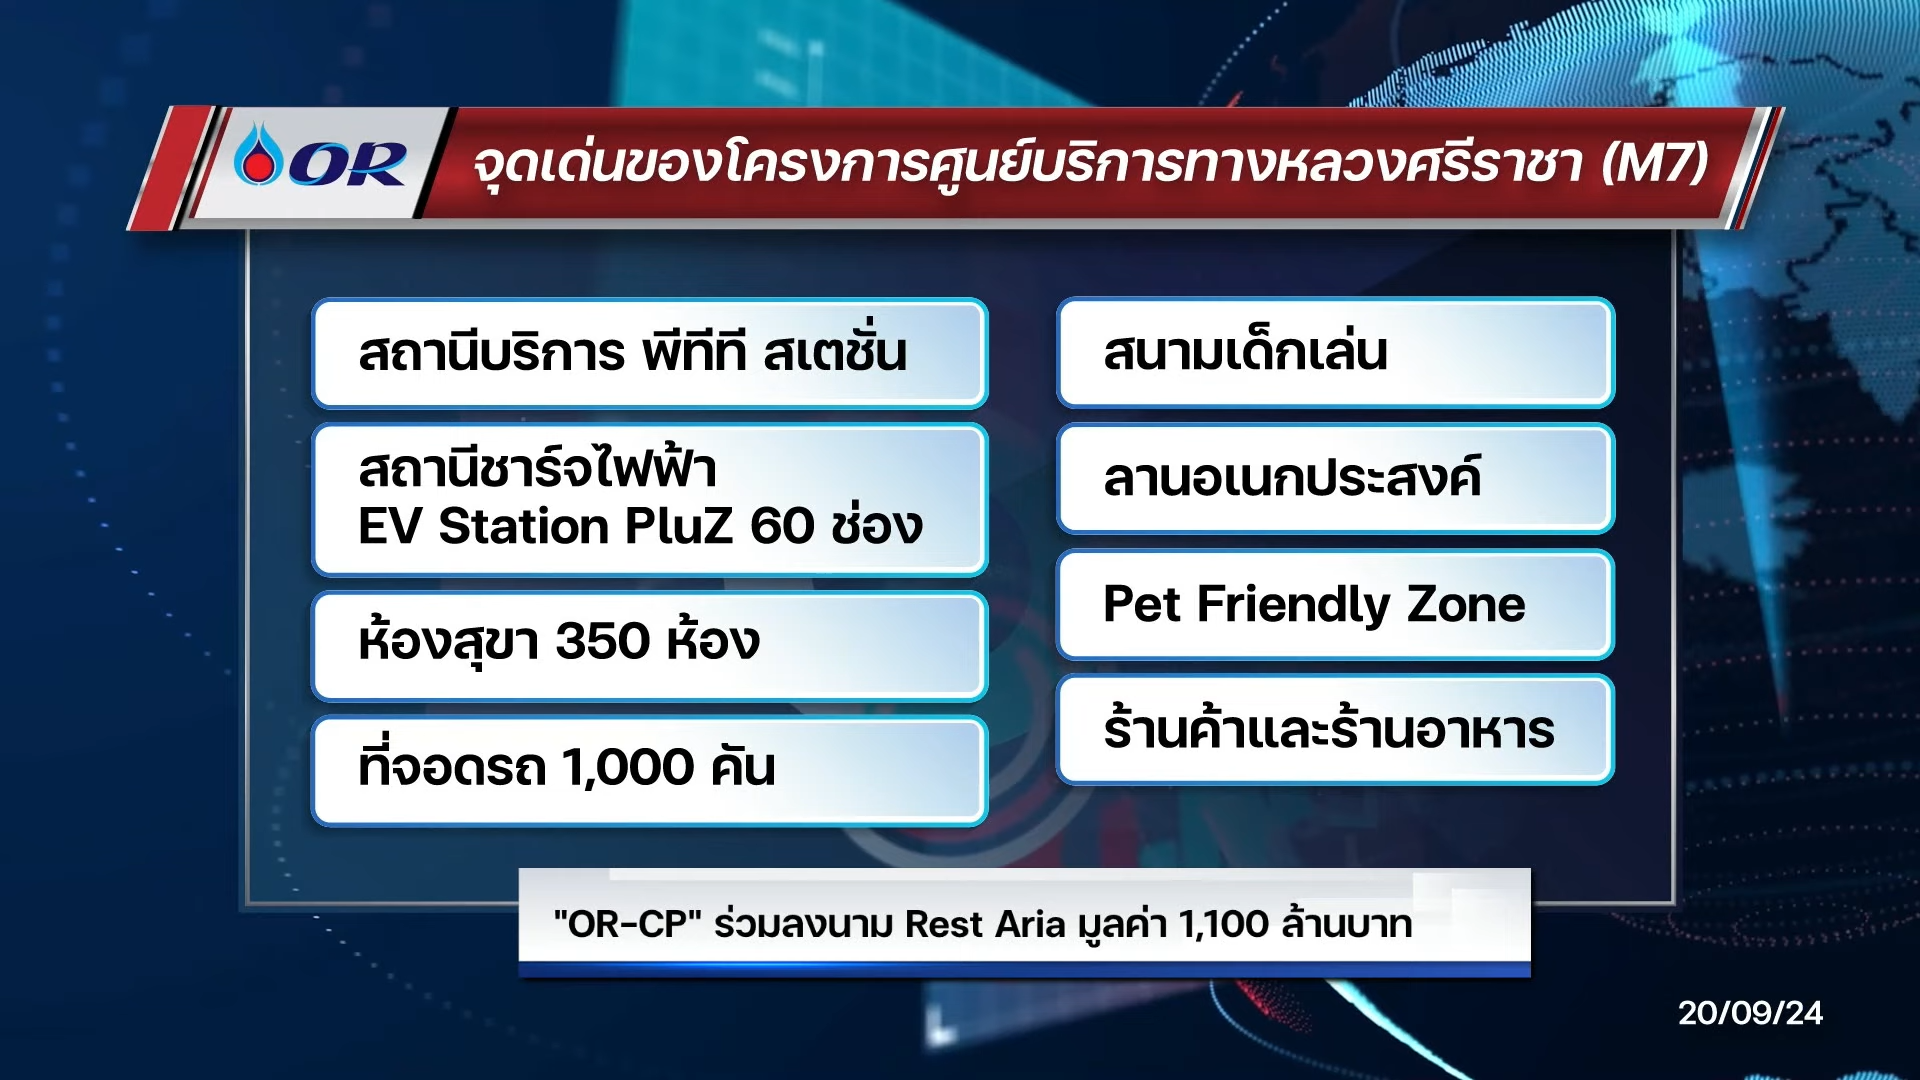 OR
จุดเด่นของโครงการศูนย์บริการทางหลวงศรีราชา (M7)
สถานีบริการ พีทีที สเตชั่น
สถานีชาร์จไฟฟ้า
EV Station PluZ 60 ช่อง
ห้องสุขา 350 ห้อง
ที่จอดรถ 1,000 คัน
สนามเด็กเล่น
ลานอเนกประสงค์
Pet Friendly Zone
ร้านค้าและร้านอาหาร
"OR-CP" ร่วมลงนาม Rest Aria มูลค่า 1,100 ล้านบาท
20/09/24